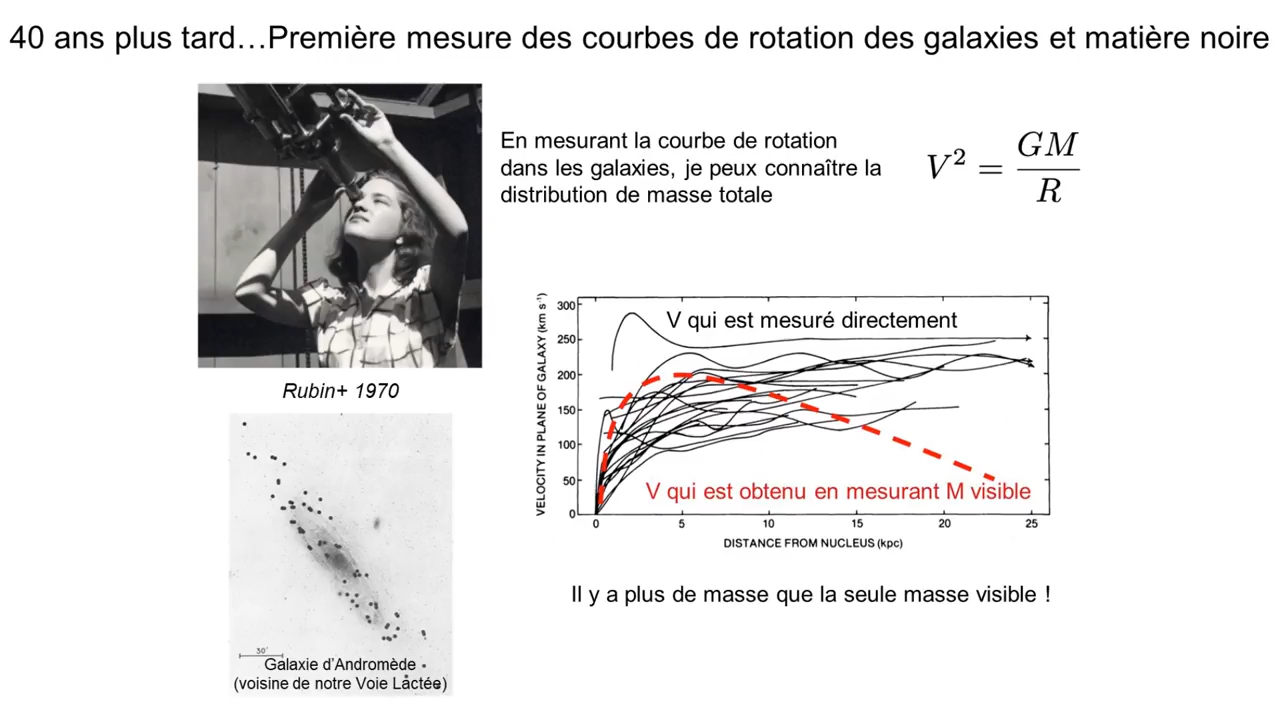 40 ans plus tard…Première mesure des courbes de rotation des galaxies et matière noire
En mesurant la courbe de rotation
dans les galaxies, je peux connaître la
distribution de masse totale
V² = GM/R
Rubin+ 1970
30'
Galaxie d'Andromède
(voisine de notre Voie Lactée)
VELOCITY IN PLANE OF GALAXY (km s⁻¹)
300
250
200
150
100
50
0
V qui est mesuré directement
V qui est obtenu en mesurant M visible
0 5 10 15 20 25
DISTANCE FROM NUCLEUS (kpc)
Il y a plus de masse que la seule masse visible !